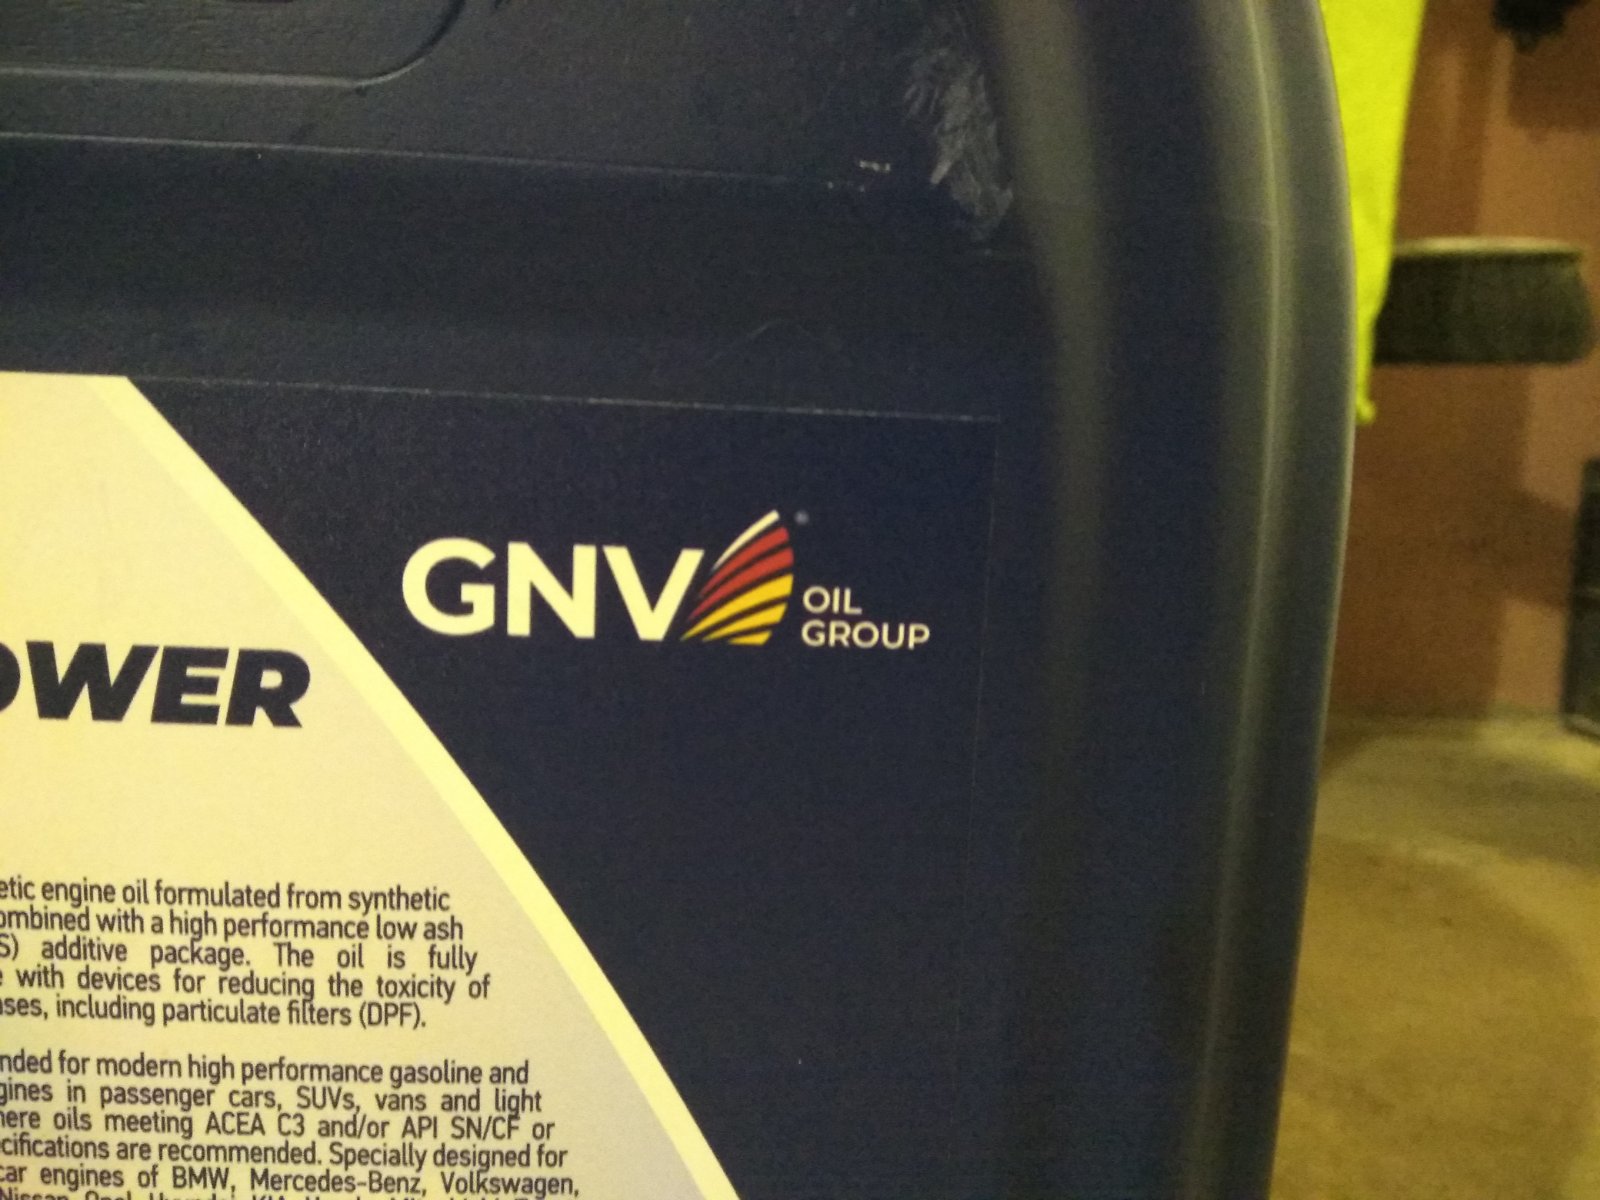 GNV
OIL
GROUP
OWER
etic engine oil formulated from synthetic
ombined with a high performance low ash
S) additive package. The oil is fully
e with devices for reducing the toxicity of
ases, including particulate filters (DPF).
nded for modern high performance gasoline and
gines in passenger cars, SUVs, vans and light
here oils meeting ACEA C3 and/or API SN/CF or
cifications are recommended. Specially designed for
car engines of BMW, Mercedes-Benz, Volkswagen,